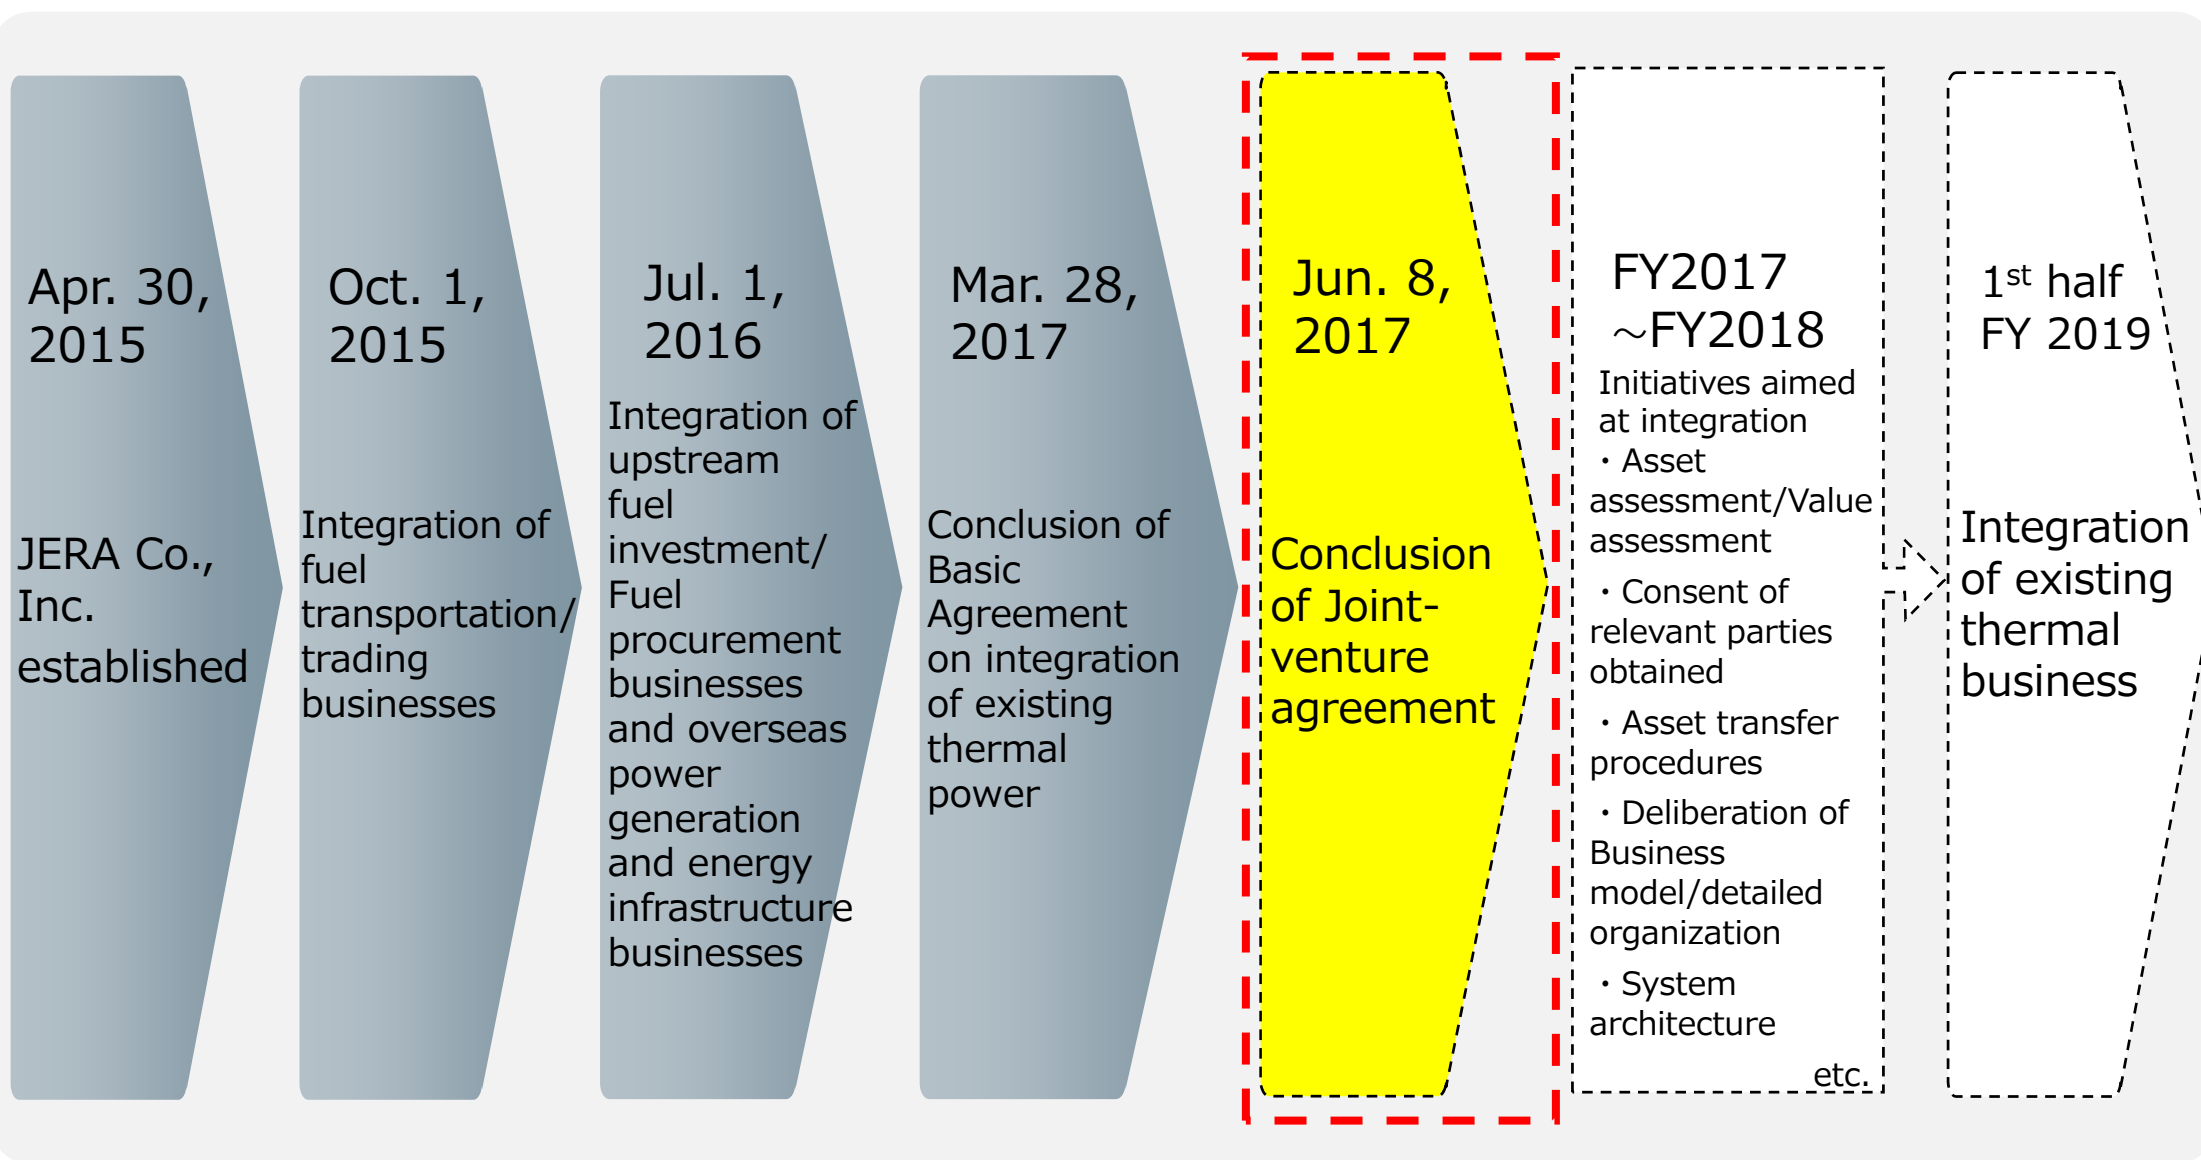 Apr. 30,
2015
JERA Co.,
Inc.
established
Oct. 1,
2015
Integration of
fuel
transportation/
trading
businesses
Jul. 1,
2016
Integration of
upstream
fuel
investment/
Fuel
procurement
businesses
and overseas
power
generation
and energy
infrastructure
businesses
Mar. 28,
2017
Conclusion of
Basic
Agreement
on integration
of existing
thermal
power
Jun. 8,
2017
Conclusion
of Joint-
venture
agreement
FY2017
~FY2018
Initiatives aimed
at integration
・Asset
assessment/Value
assessment
・Consent of
relevant parties
obtained
・Asset transfer
procedures
・Deliberation of
Business
model/detailed
organization
・System
architecture
etc.
1st half
FY 2019
Integration
of existing
thermal
business